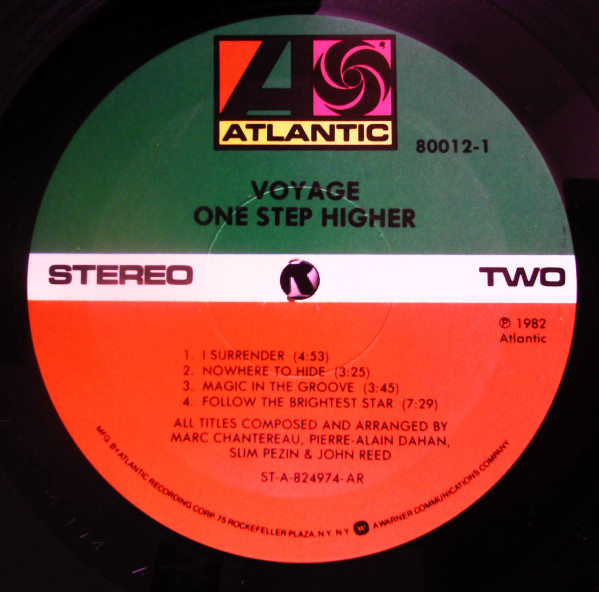 ATLANTIC
80012-1
VOYAGE
ONE STEP HIGHER
STEREO
TWO
℗ 1982
Atlantic
1. I SURRENDER (4:53)
2. NOWHERE TO HIDE (3:25)
3. MAGIC IN THE GROOVE (3:45)
4. FOLLOW THE BRIGHTEST STAR (7:29)
ALL TITLES COMPOSED AND ARRANGED BY
MARC CHANTEREAU, PIERRE-ALAIN DAHAN,
SLIM PEZIN & JOHN REED
ST-A-824974-AR
MFG. BY ATLANTIC RECORDING CORP. 75 ROCKEFELLER PLAZA, N.Y. N.Y. W A WARNER COMMUNICATIONS COMPANY